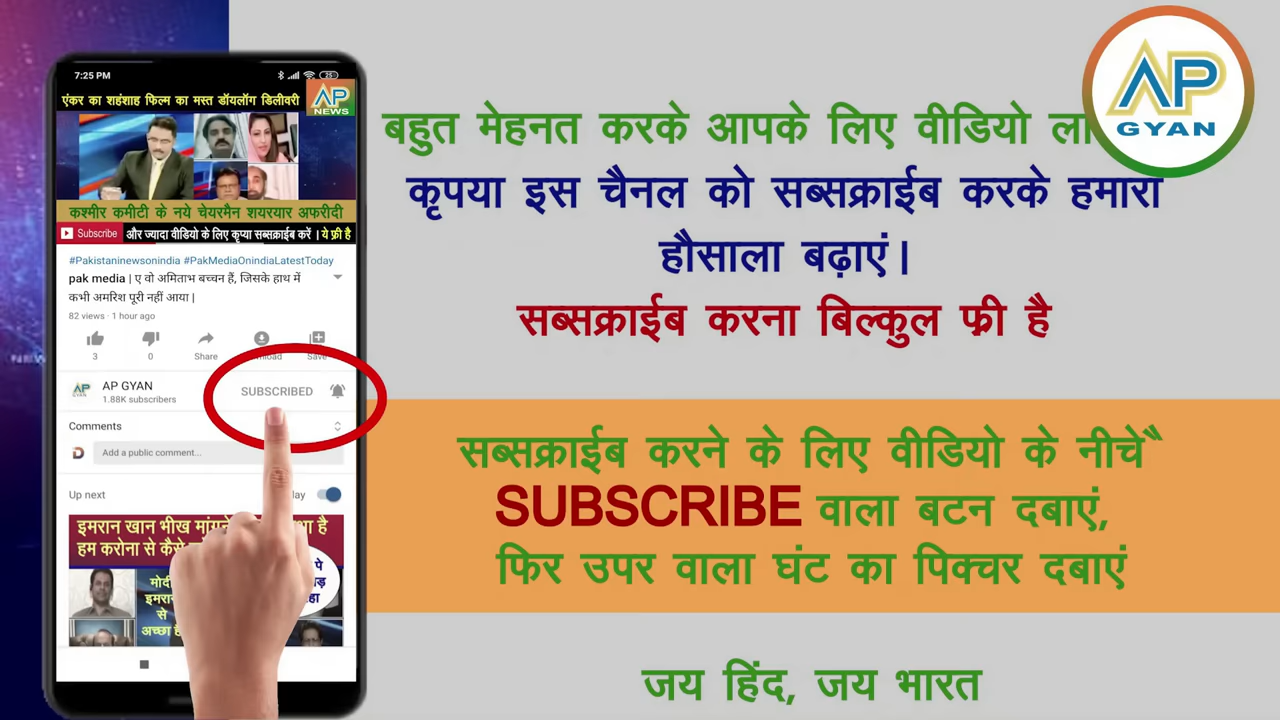 7:25 PM
25
एंकर का शहंशाह फिल्म का मस्त डॉयलॉग डिलीवरी
AP
NEWS
कश्मीर कमीटी के नये चेयरमैन शयरयार अफरीदी
Subscribe और ज्यादा वीडियो के लिए कृप्या सब्सक्राईब करें । ये फ्री है
#Pakistaninewsonindia #PakMediaOnindiaLatestToday
pak media | ए वो अमिताभ बच्चन हैं, जिसके हाथ में
कभी अमरिश पूरी नहीं आया |
82 views · 1 hour ago
3 0 Share Save
AP GYAN
1.88K subscribers
SUBSCRIBED
Comments
Add a public comment...
Up next
इमरान खान भीख मांगने है
हम करोना से कैसे
मोदी
से
अच्छा है
AP
GYAN
बहुत मेहनत करके आपके लिए वीडियो
कृपया इस चैनल को सब्सक्राईब करके हमारा
हौसाला बढ़ाएं।
सब्सक्राईब करना बिल्कुल फ्री है
सब्सक्राईब करने के लिए वीडियो के नीचे
SUBSCRIBE वाला बटन दबाएं,
फिर उपर वाला घंट का पिक्चर दबाएं
जय हिंद, जय भारत